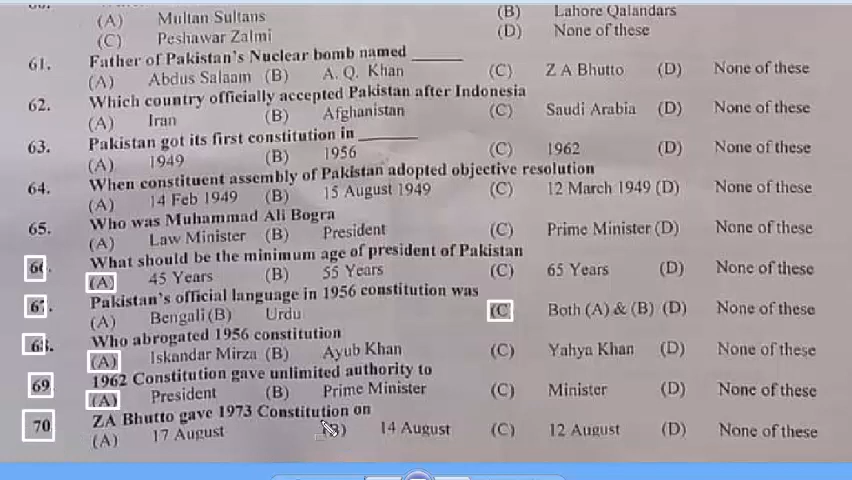 (A) Multan Sultans (B) Lahore Qalandars
(C) Peshawar Zalmi (D) None of these
61. Father of Pakistan's Nuclear bomb named ______
(A) Abdus Salaam (B) A. Q. Khan (C) Z A Bhutto (D) None of these
62. Which country officially accepted Pakistan after Indonesia
(A) Iran (B) Afghanistan (C) Saudi Arabia (D) None of these
63. Pakistan got its first constitution in ______
(A) 1949 (B) 1956 (C) 1962 (D) None of these
64. When constituent assembly of Pakistan adopted objective resolution
(A) 14 Feb 1949 (B) 15 August 1949 (C) 12 March 1949 (D) None of these
65. Who was Muhammad Ali Bogra
(A) Law Minister (B) President (C) Prime Minister (D) None of these
66. What should be the minimum age of president of Pakistan
(A) 45 Years (B) 55 Years (C) 65 Years (D) None of these
67. Pakistan's official language in 1956 constitution was
(A) Bengali (B) Urdu (C) Both (A) & (B) (D) None of these
68. Who abrogated 1956 constitution
(A) Iskandar Mirza (B) Ayub Khan (C) Yahya Khan (D) None of these
69. 1962 Constitution gave unlimited authority to
(A) President (B) Prime Minister (C) Minister (D) None of these
70. ZA Bhutto gave 1973 Constitution on
(A) 17 August (B) 14 August (C) 12 August (D) None of these